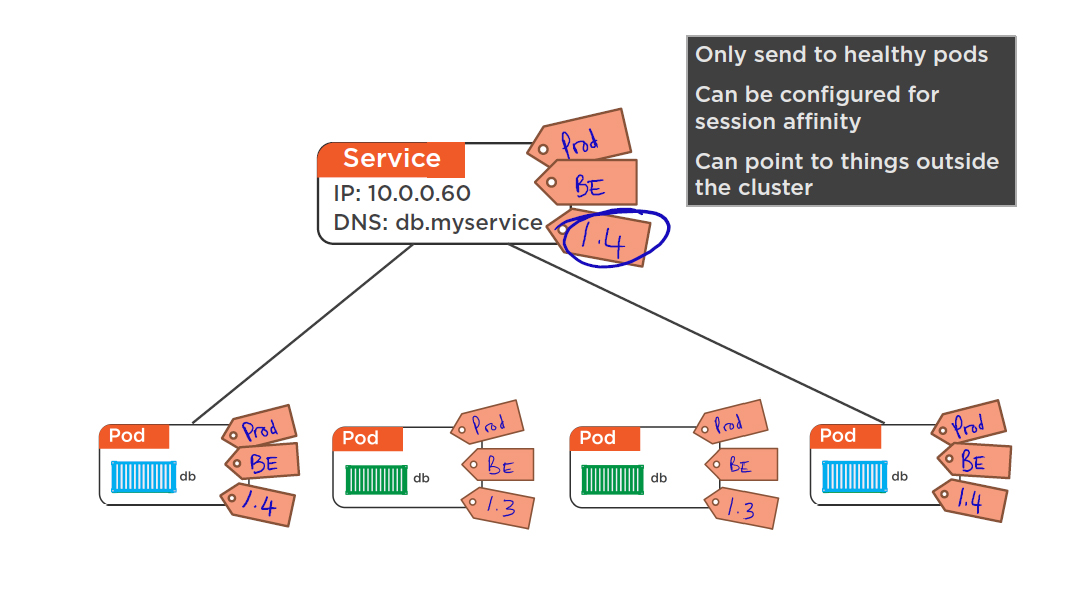 Only send to healthy pods
Can be configured for
session affinity
Can point to things outside
the cluster
Service
IP: 10.0.0.60
DNS: db.myservice
Prod
BE
1.4
Pod
db
Prod
BE
1.4
Pod
db
Prod
BE
1.3
Pod
db
Prod
BE
1.3
Pod
db
Prod
BE
1.4